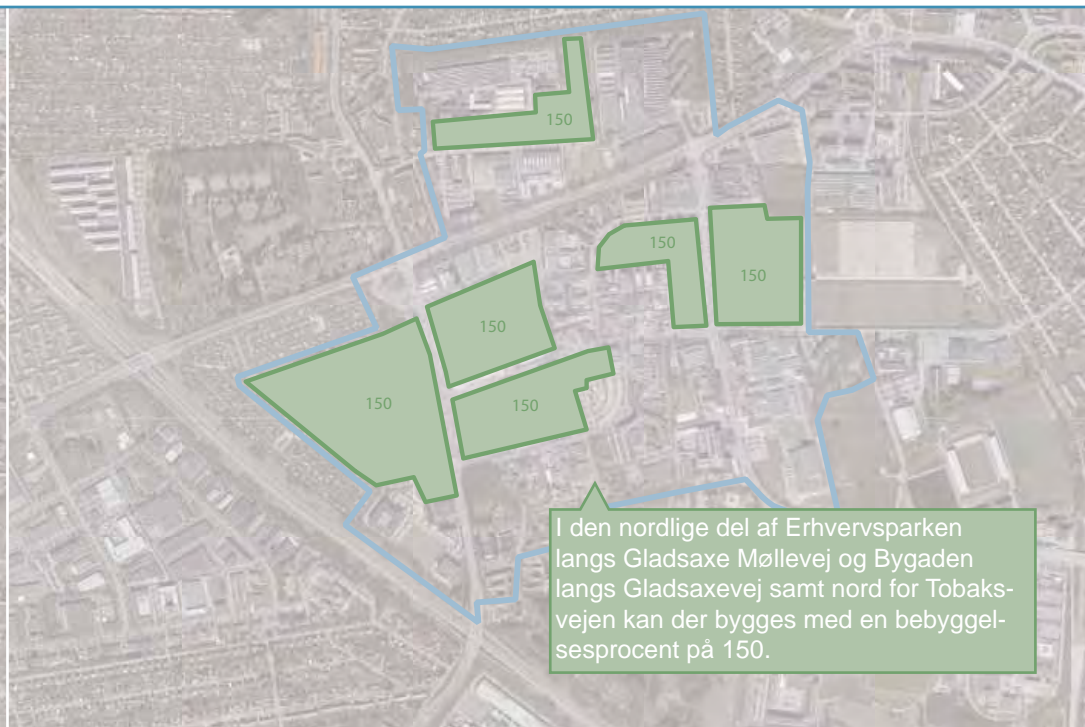 150
150
150
150
150
150
I den nordlige del af Erhvervsparken
langs Gladsaxe Møllevej og Bygaden
langs Gladsaxevej samt nord for Tobaks-
vejen kan der bygges med en bebyggel-
sesprocent på 150.